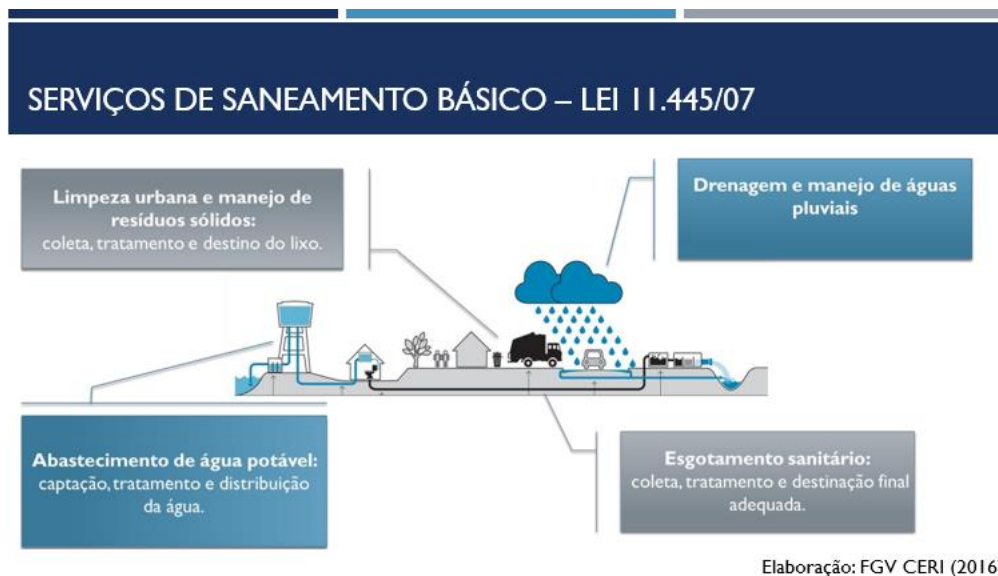 SERVIÇOS DE SANEAMENTO BÁSICO – LEI 11.445/07
Limpeza urbana e manejo de
resíduos sólidos:
coleta, tratamento e destino do lixo.
Drenagem e manejo de águas
pluviais
Abastecimento de água potável:
captação, tratamento e distribuição
da água.
Esgotamento sanitário:
coleta, tratamento e destinação final
adequada.
Elaboração: FGV CERI (2016